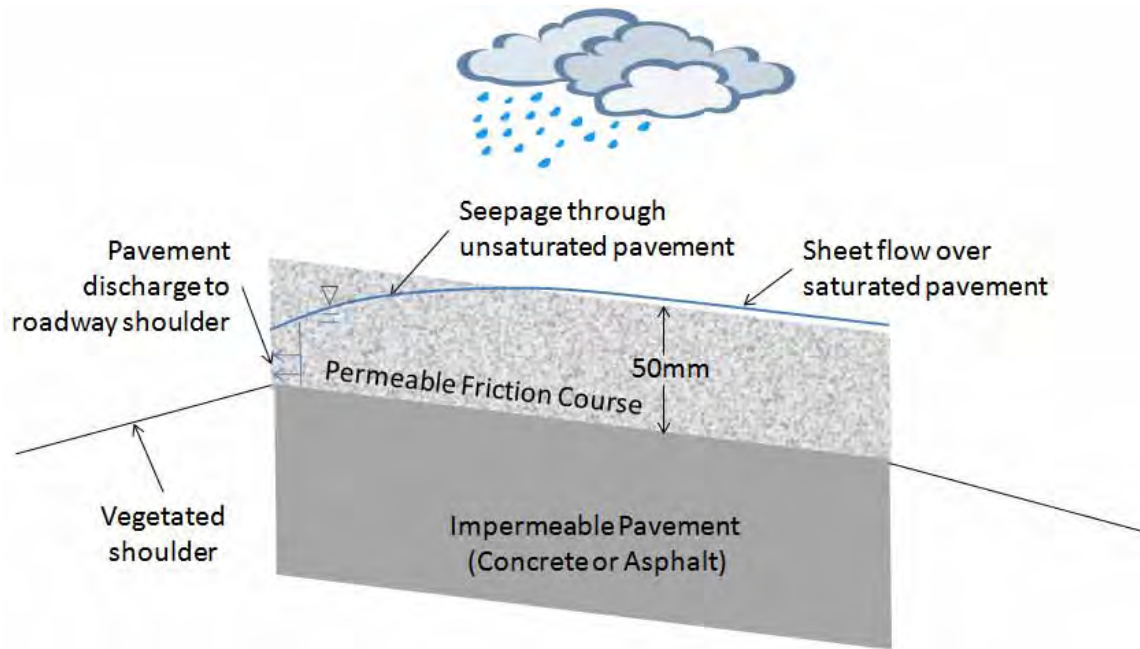 Seepage through
unsaturated pavement
Pavement
discharge to
roadway shoulder
Sheet flow over
saturated pavement
50mm
Permeable Friction Course
Vegetated
shoulder
Impermeable Pavement
(Concrete or Asphalt)